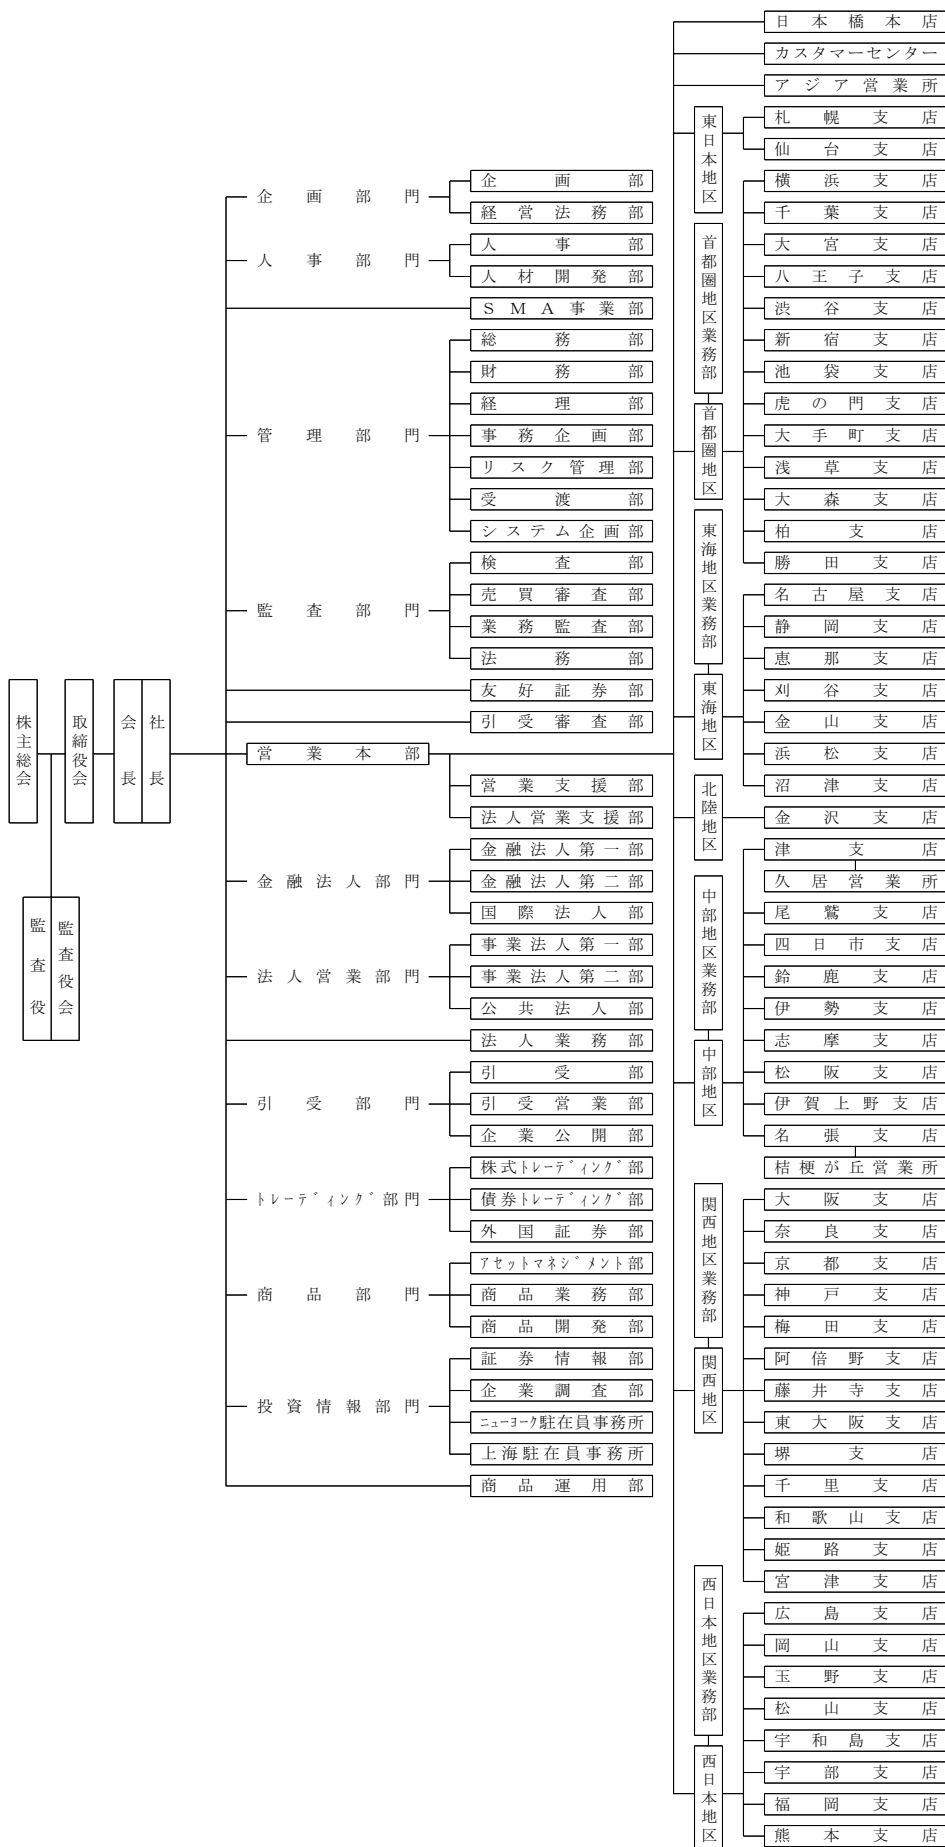 株主総会
取締役会
会長
社長
監査役
監査役会
企画部門
企画部
経営法務部
人事部門
人事部
人材開発部
SMA事業部
管理部門
総務部
財務部
経理部
事務企画部
リスク管理部
受渡部
システム企画部
監査部門
検査部
売買審査部
業務監査部
法務部
友好証券部
引受審査部
営業本部
営業支援部
法人営業支援部
金融法人部門
金融法人第一部
金融法人第二部
国際法人部
法人営業部門
事業法人第一部
事業法人第二部
公共法人部
法人業務部
引受部門
引受部
引受営業部
企業公開部
トレーディング部門
株式トレーディング部
債券トレーディング部
外国証券部
商品部門
アセットマネジメント部
商品業務部
商品開発部
投資情報部門
証券情報部
企業調査部
ニューヨーク駐在員事務所
上海駐在員事務所
商品運用部
日本橋本店
カスタマーセンター
アジア営業所
東日本地区
札幌支店
仙台支店
首都圏地区業務部
首都圏地区
横浜支店
千葉支店
大宮支店
八王子支店
渋谷支店
新宿支店
池袋支店
虎の門支店
大手町支店
浅草支店
大森支店
柏支店
勝田支店
東海地区業務部
東海地区
名古屋支店
静岡支店
恵那支店
刈谷支店
金山支店
浜松支店
沼津支店
北陸地区
金沢支店
中部地区業務部
中部地区
津支店
久居営業所
尾鷲支店
四日市支店
鈴鹿支店
伊勢支店
志摩支店
松阪支店
伊賀上野支店
名張支店
桔梗が丘営業所
関西地区業務部
関西地区
大阪支店
奈良支店
京都支店
神戸支店
梅田支店
阿倍野支店
藤井寺支店
東大阪支店
堺支店
千里支店
和歌山支店
姫路支店
宮津支店
西日本地区業務部
西日本地区
広島支店
岡山支店
玉野支店
松山支店
宇和島支店
宇部支店
福岡支店
熊本支店